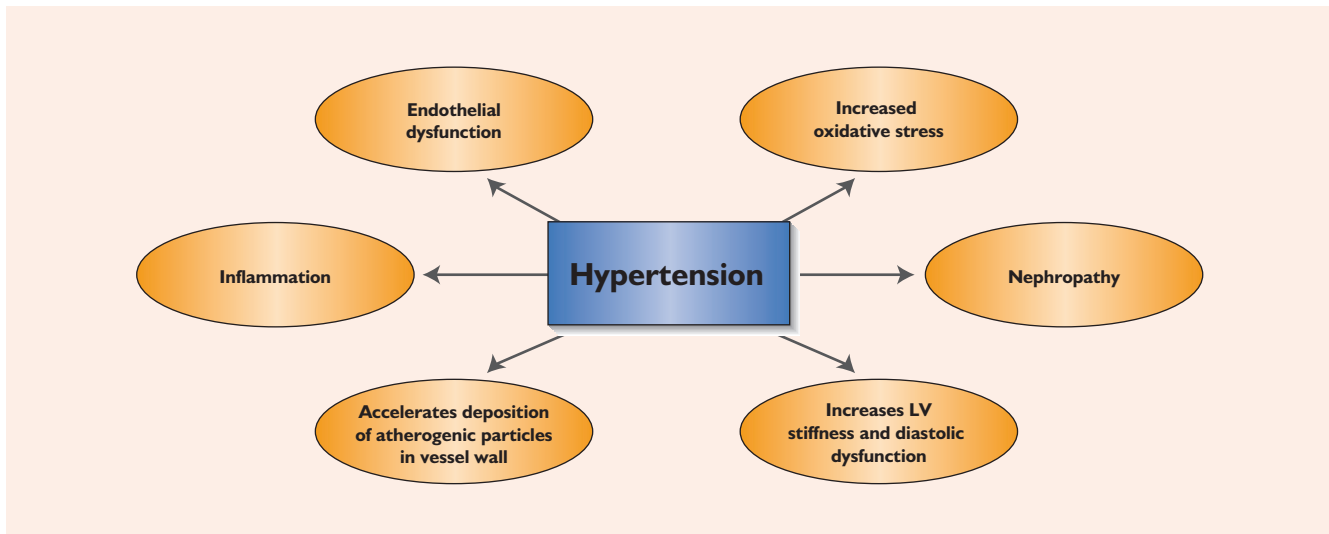 Endothelial
dysfunction
Increased
oxidative stress
Inflammation
Hypertension
Nephropathy
Accelerates deposition
of atherogenic particles
in vessel wall
Increases LV
stiffness and diastolic
dysfunction